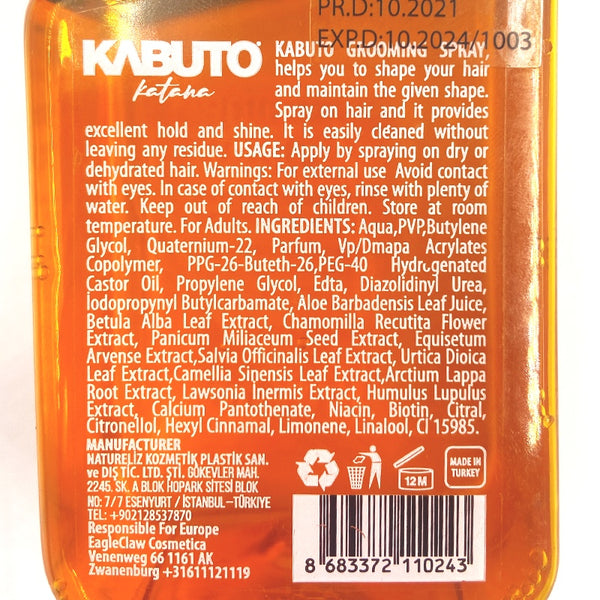 PR.D:10.2021
EXP.D:10.2024/1003
KABUTO
katana
KABUTO GROOMING SPRAY,
helps you to shape your hair
and maintain the given shape.
Spray on hair and it provides
excellent hold and shine. It is easily cleaned without
leaving any residue. USAGE: Apply by spraying on dry or
dehydrated hair. Warnings: For external use Avoid contact
with eyes. In case of contact with eyes, rinse with plenty of
water. Keep out of reach of children. Store at room
temperature. For Adults. INGREDIENTS: Aqua,PVP,Butylene
Glycol, Quaternium-22, Parfum, Vp/Dmapa Acrylates
Copolymer, PPG-26-Buteth-26,PEG-40 Hydrogenated
Castor Oil, Propylene Glycol, Edta, Diazolidinyl Urea,
Iodopropynyl Butylcarbamate, Aloe Barbadensis Leaf Juice,
Betula Alba Leaf Extract, Chamomilla Recutita Flower
Extract, Panicum Miliaceum Seed Extract, Equisetum
Arvense Extract,Salvia Officinalis Leaf Extract, Urtica Dioica
Leaf Extract,Camellia Sinensis Leaf Extract,Arctium Lappa
Root Extract, Lawsonia Inermis Extract, Humulus Lupulus
Extract, Calcium Pantothenate, Niacin, Biotin, Citral,
Citronellol, Hexyl Cinnamal, Limonene, Linalool, CI 15985.
MANUFACTURER
NATURELİZ KOZMETİK PLASTİK SAN.
ve DIŞ TİC. LTD. ŞTİ. GÖKEVLER MAH.
2245. SK. A BLOK HOPARK SİTESİ BLOK
NO: 7/7 ESENYURT / İSTANBUL-TÜRKİYE
TEL: +902128537870
Responsible For Europe
EagleClaw Cosmetica
Venenweg 66 1161 AK
Zwanenburg +31611121119
12M
MADE IN
TURKEY
8 683372 110243